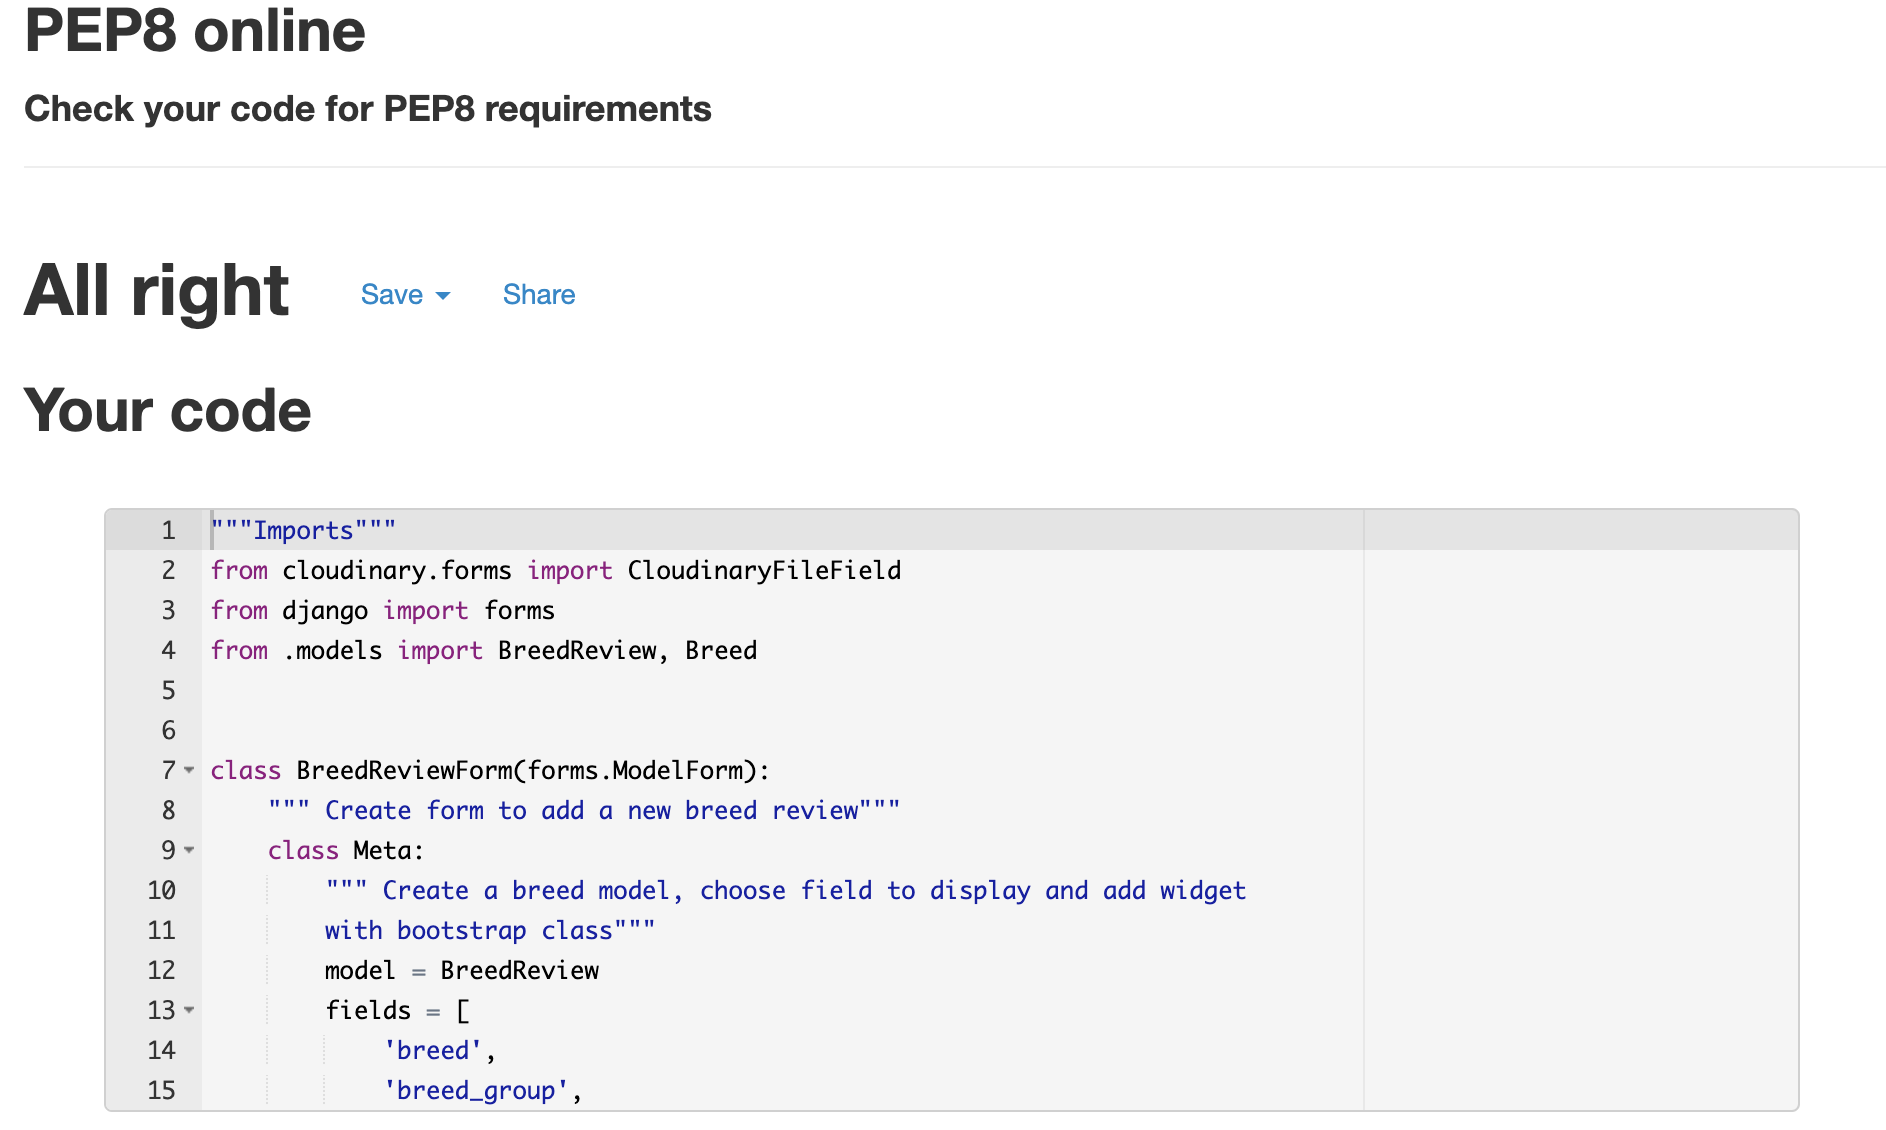 PEP8 online
Check your code for PEP8 requirements
All right Save Share
Your code
1 """Imports"""
2 from cloudinary.forms import CloudinaryFileField
3 from django import forms
4 from .models import BreedReview, Breed
5
6
7 class BreedReviewForm(forms.ModelForm):
8     """ Create form to add a new breed review"""
9     class Meta:
10         """ Create a breed model, choose field to display and add widget
11         with bootstrap class"""
12         model = BreedReview
13         fields = [
14             'breed',
15             'breed_group',